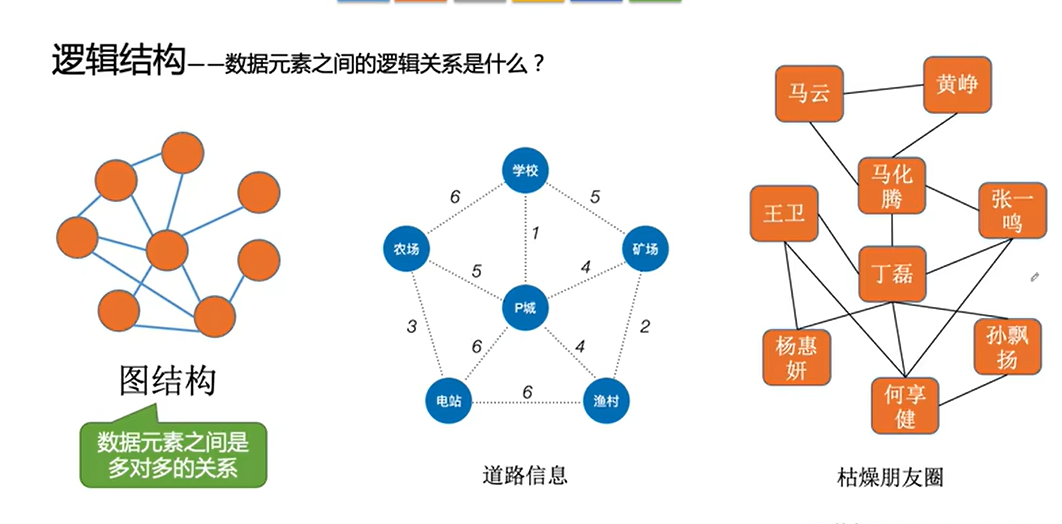 逻辑结构——数据元素之间的逻辑关系是什么？
图结构
数据元素之间是
多对多的关系
学校
6
5
1
农场
矿场
5
4
P城
3
2
6
4
电站
6
渔村
道路信息
马云
黄峥
马化
腾
王卫
张一
鸣
丁磊
杨惠
妍
孙飘
扬
何享
健
枯燥朋友圈